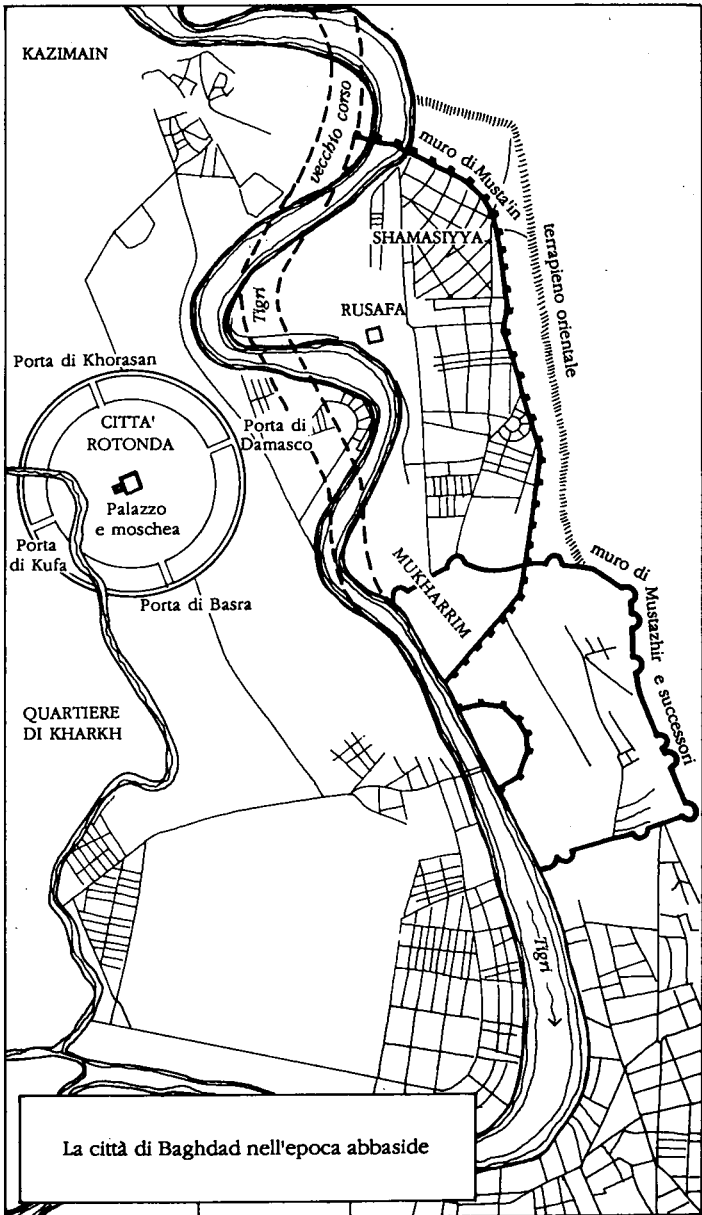 KAZIMAIN
vecchio corso
muro di Musta'in
SHAMASIYYA
terrapieno orientale
Tigri
RUSAFA
Porta di Khorasan
CITTA'
ROTONDA
Porta di
Damasco
Palazzo
e moschea
Porta
di Kufa
Porta di Basra
MUKHARRIM
muro di Mustazhir e successori
QUARTIERE
DI KHARKH
Tigri
La città di Baghdad nell'epoca abbaside